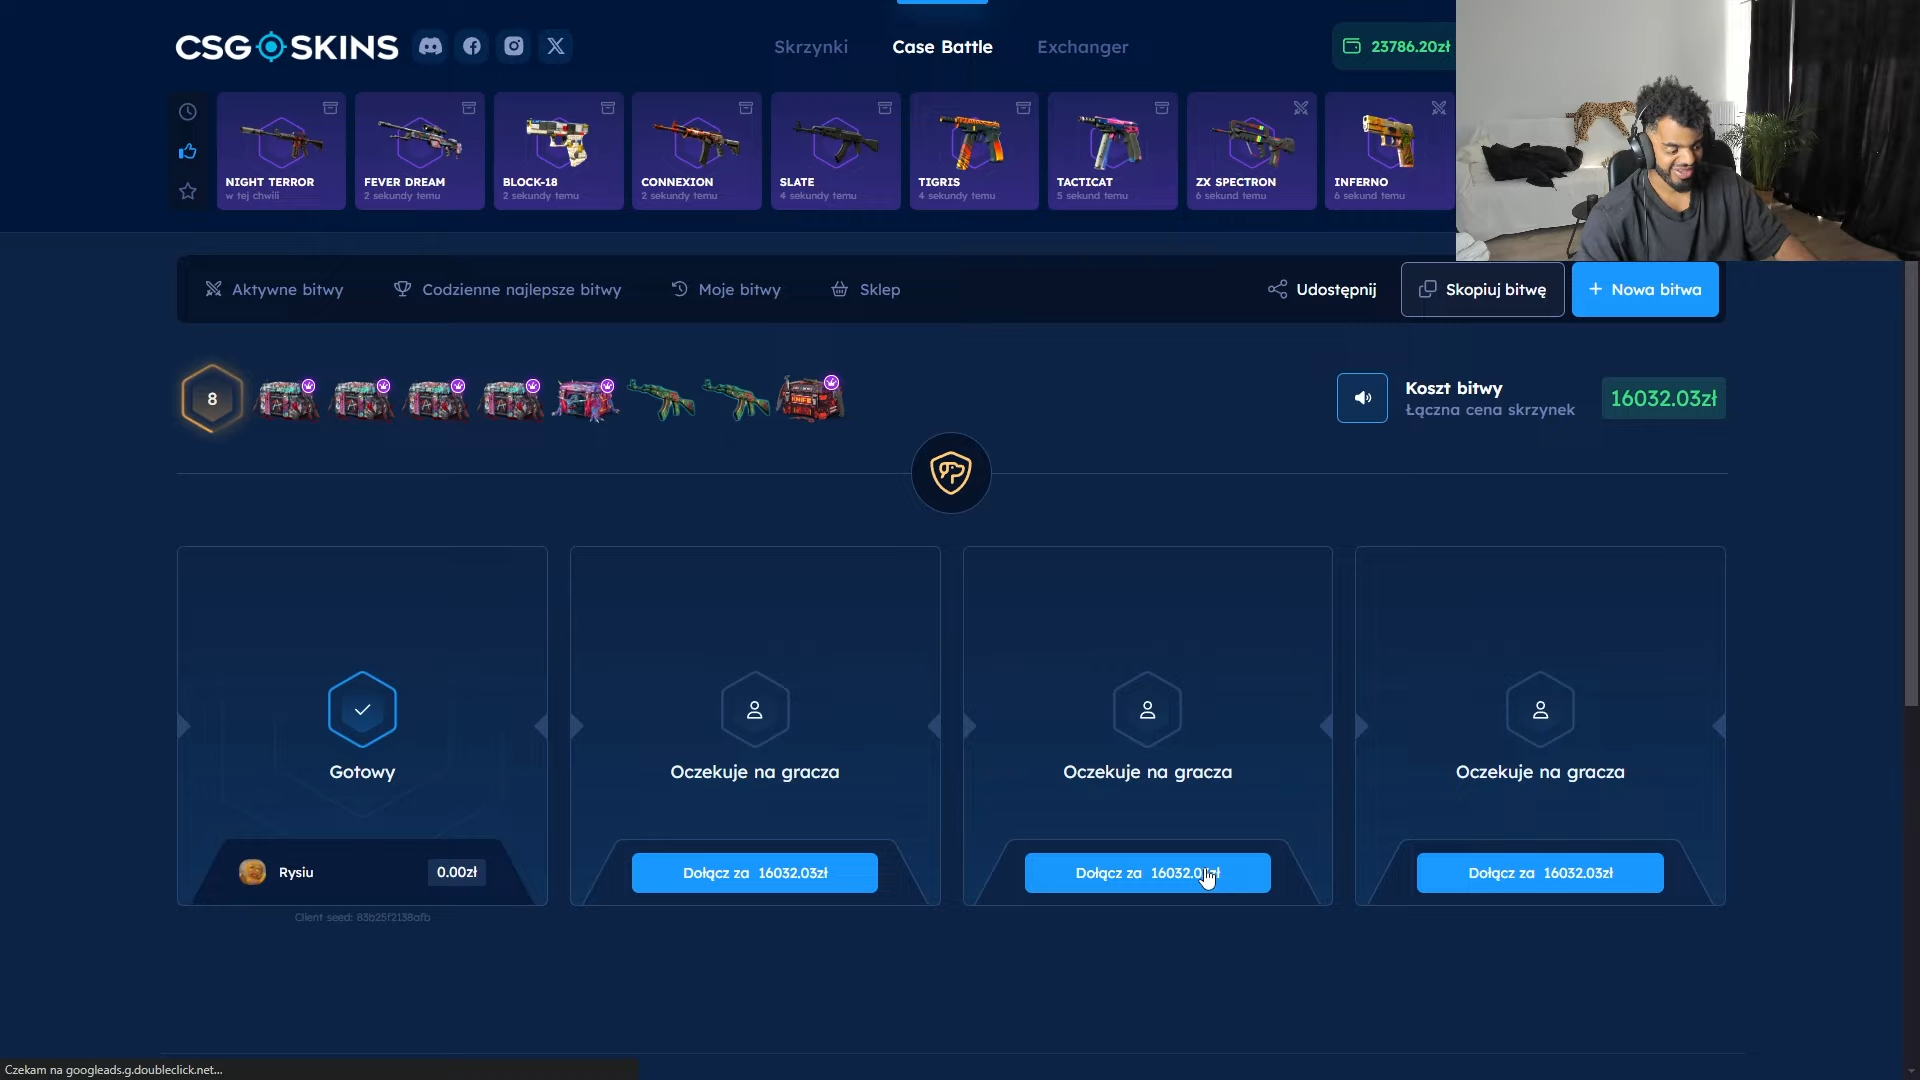 CSGOSKINS
Skrzynki
Case Battle
Exchanger
23786.20zł
NIGHT TERROR
w tej chwili
FEVER DREAM
2 sekundy temu
BLOCK-18
2 sekundy temu
CONNEXION
2 sekundy temu
SLATE
4 sekundy temu
TIGRIS
4 sekundy temu
TACTICAT
5 sekund temu
ZX SPECTRON
6 sekund temu
INFERNO
6 sekund temu
Aktywne bitwy
Codzienne najlepsze bitwy
Moje bitwy
Sklep
Udostępnij
Skopiuj bitwę
+ Nowa bitwa
8
Koszt bitwy
Łączna cena skrzynek
16032.03zł
Gotowy
Oczekuje na gracza
Oczekuje na gracza
Oczekuje na gracza
Rysiu
0.00zł
Dołącz za 16032.03zł
Dołącz za 16032.03zł
Dołącz za 16032.03zł
Client seed: 83b25f2138afb
Czekam na googleads.g.doubleclick.net...